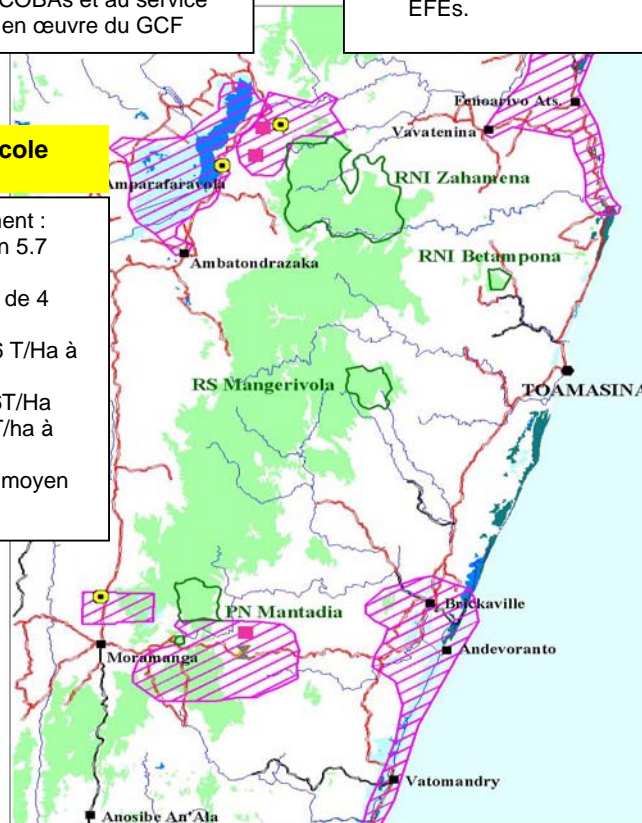 COBAs et au service
en œuvre du GCF
EFEs.
cole
ment :
n 5.7
de 4
T/Ha à
T/Ha
T/ha à
moyen
Fenoarivo Ats.
Vavatenina
Amparafaravola
RNI Zahamena
RNI Betampona
Ambatondrazaka
RS Mangerivola
TOAMASINA
PN Mantadia
Brickaville
Moramanga
Andevoranto
Vatomandry
Anosibe An'Ala